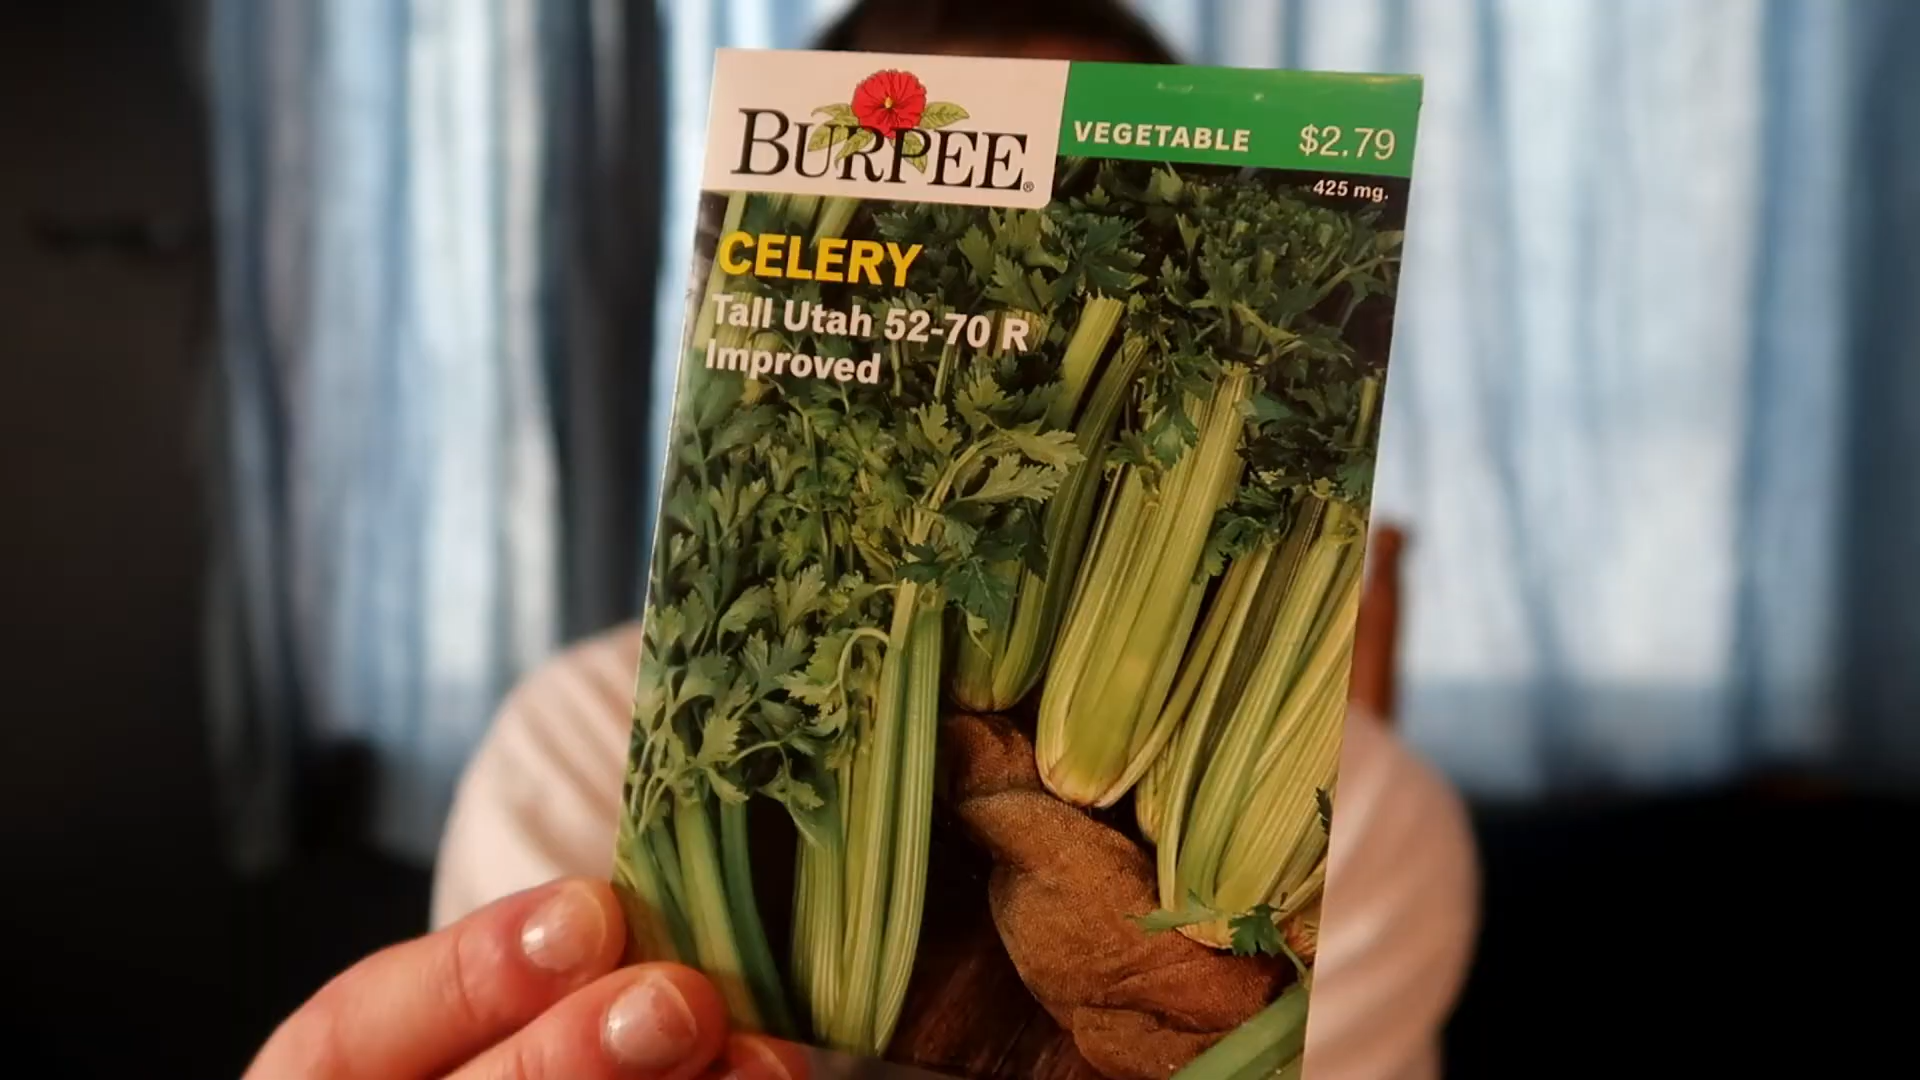 BURPEE®
VEGETABLE $2.79
425 mg.
CELERY
Tall Utah 52-70 R
Improved